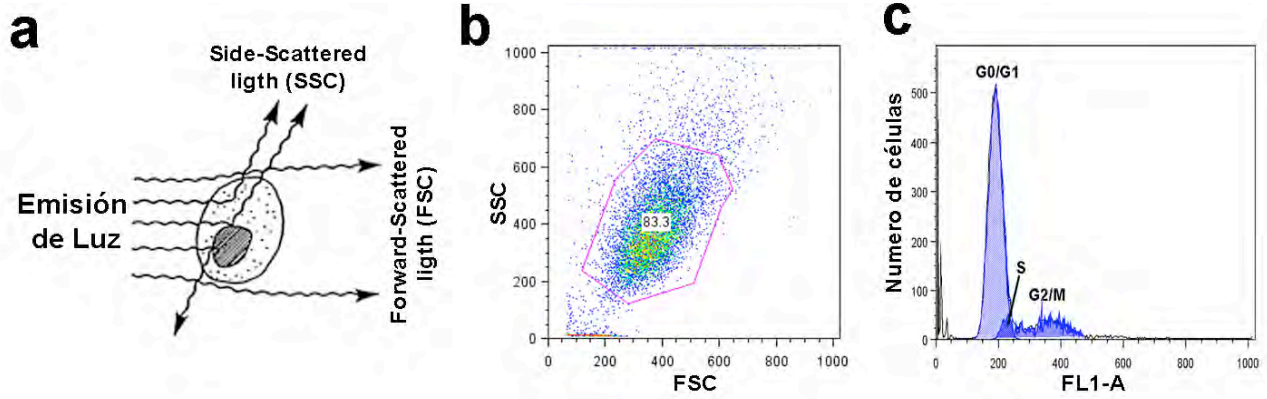 a
Side-Scattered
ligth (SSC)
Emisión
de Luz
Forward-Scattered
ligth (FSC)
b
SSC
1000
800
600
400
200
0
83.3
0 200 400 600 800 1000
FSC
c
Numero de células
500
400
300
200
100
0
G0/G1
S
G2/M
0 200 400 600 800 1000
FL1-A